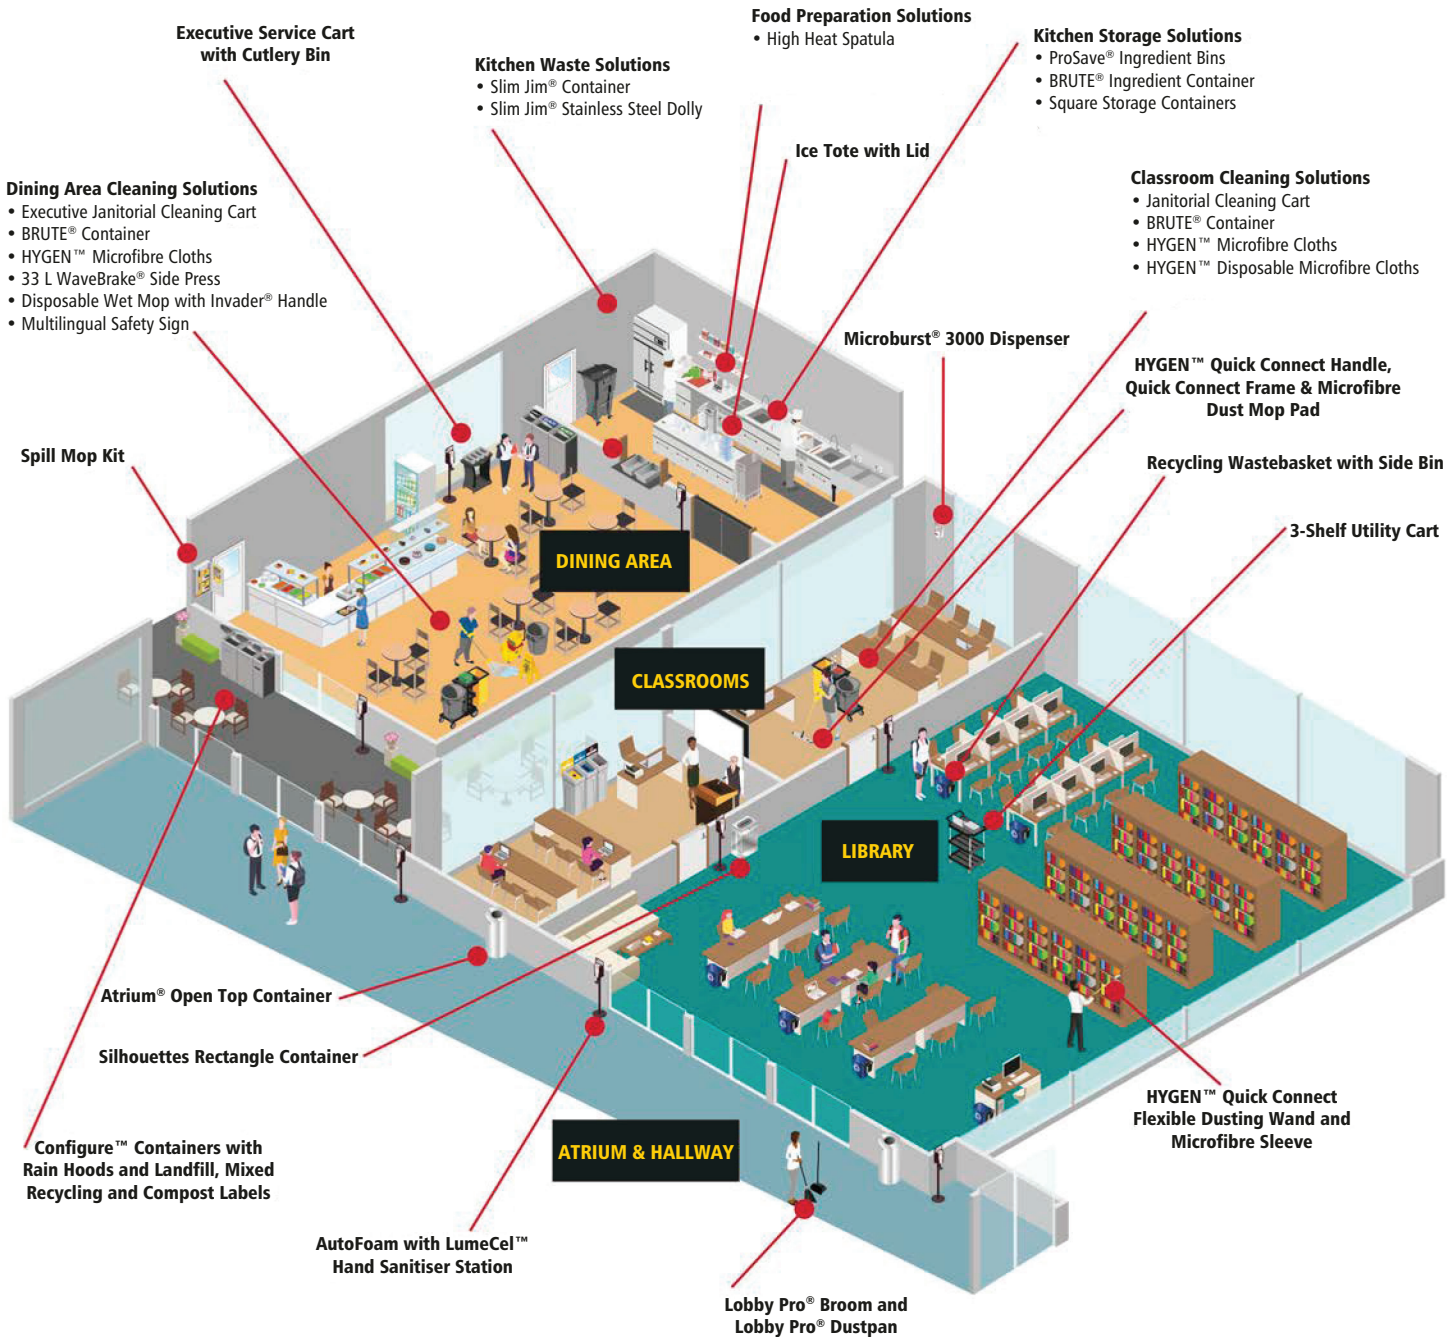 Executive Service Cart
with Cutlery Bin
Kitchen Waste Solutions
• Slim Jim® Container
• Slim Jim® Stainless Steel Dolly
Food Preparation Solutions
• High Heat Spatula
Kitchen Storage Solutions
• ProSave® Ingredient Bins
• BRUTE® Ingredient Container
• Square Storage Containers
Ice Tote with Lid
Dining Area Cleaning Solutions
• Executive Janitorial Cleaning Cart
• BRUTE® Container
• HYGEN™ Microfibre Cloths
• 33 L WaveBrake® Side Press
• Disposable Wet Mop with Invader® Handle
• Multilingual Safety Sign
Classroom Cleaning Solutions
• Janitorial Cleaning Cart
• BRUTE® Container
• HYGEN™ Microfibre Cloths
• HYGEN™ Disposable Microfibre Cloths
Microburst® 3000 Dispenser
HYGEN™ Quick Connect Handle,
Quick Connect Frame & Microfibre
Dust Mop Pad
Spill Mop Kit
Recycling Wastebasket with Side Bin
3-Shelf Utility Cart
DINING AREA
CLASSROOMS
LIBRARY
Atrium® Open Top Container
Silhouettes Rectangle Container
HYGEN™ Quick Connect
Flexible Dusting Wand and
Microfibre Sleeve
Configure™ Containers with
Rain Hoods and Landfill, Mixed
Recycling and Compost Labels
ATRIUM & HALLWAY
AutoFoam with LumeCel™
Hand Sanitiser Station
Lobby Pro® Broom and
Lobby Pro® Dustpan